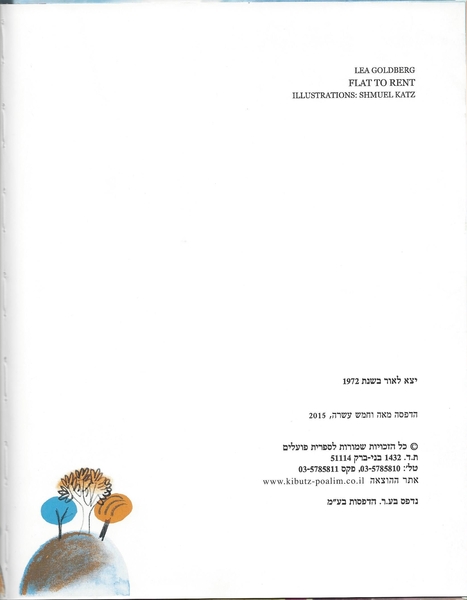 LEA GOLDBERG
FLAT TO RENT
ILLUSTRATIONS: SHMUEL KATZ
יצא לאור בשנת 1972
הדפסה מאה וחמש עשרה, 2015
© כל הזכויות שמורות לספרית פועלים
ת.ד. 1432 בני-ברק 51114
טל': 03-5785810, פקס 03-5785811
אתר ההוצאה www.kibutz-poalim.co.il
נדפס בע.ר. הדפסות בע"מ